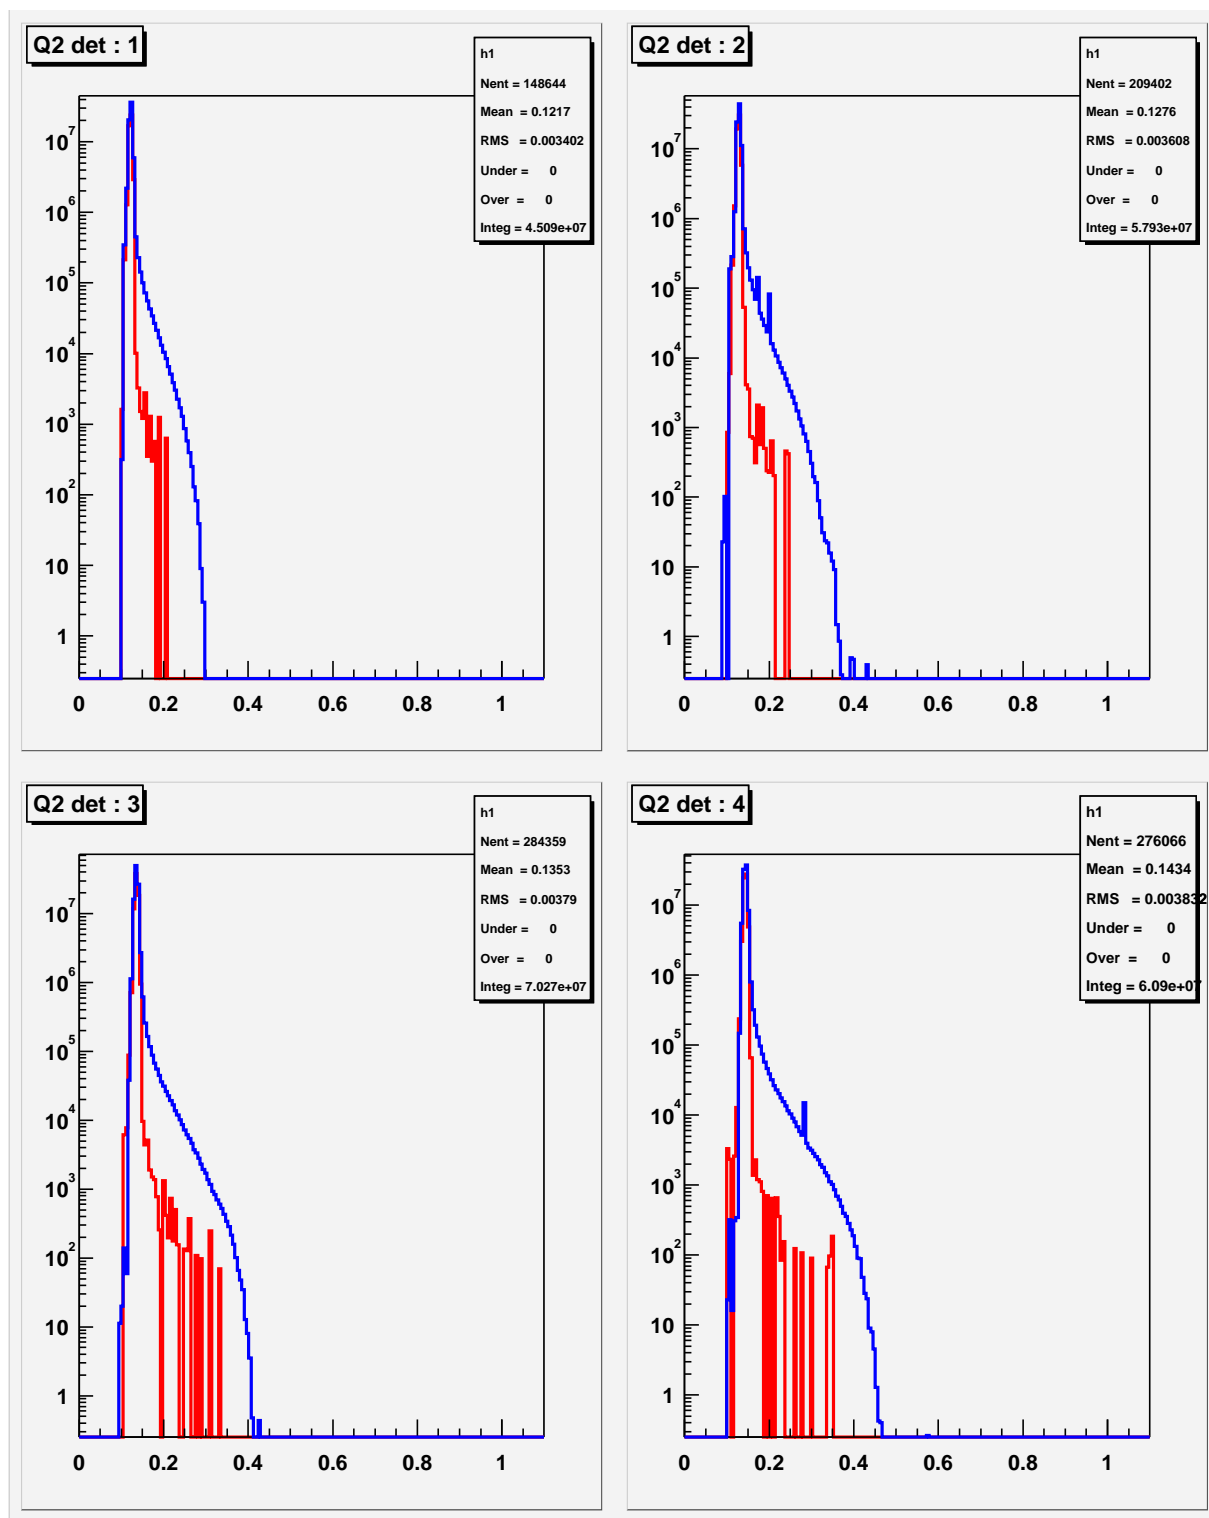 Q2 det : 1
h1
Nent = 148644
Mean = 0.1217
RMS = 0.003402
Under = 0
Over = 0
Integ = 4.509e+07
10^7
10^6
10^5
10^4
10^3
10^2
10
1
0 0.2 0.4 0.6 0.8 1
Q2 det : 2
h1
Nent = 209402
Mean = 0.1276
RMS = 0.003608
Under = 0
Over = 0
Integ = 5.793e+07
10^7
10^6
10^5
10^4
10^3
10^2
10
1
0 0.2 0.4 0.6 0.8 1
Q2 det : 3
h1
Nent = 284359
Mean = 0.1353
RMS = 0.00379
Under = 0
Over = 0
Integ = 7.027e+07
10^7
10^6
10^5
10^4
10^3
10^2
10
1
0 0.2 0.4 0.6 0.8 1
Q2 det : 4
h1
Nent = 276066
Mean = 0.1434
RMS = 0.003832
Under = 0
Over = 0
Integ = 6.09e+07
10^7
10^6
10^5
10^4
10^3
10^2
10
1
0 0.2 0.4 0.6 0.8 1